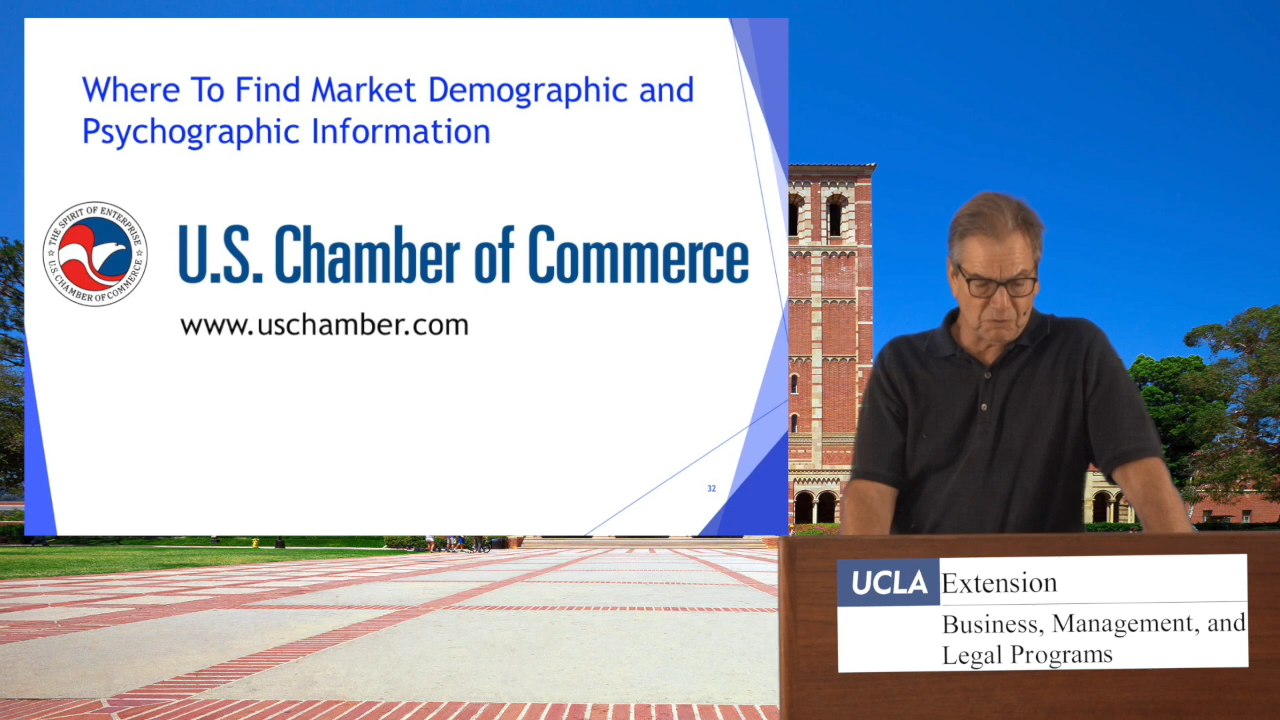 Where To Find Market Demographic and
Psychographic Information
THE SPIRIT OF ENTERPRISE
U.S. CHAMBER OF COMMERCE
U.S. Chamber of Commerce
www.uschamber.com
32
UCLA Extension
Business, Management, and
Legal Programs